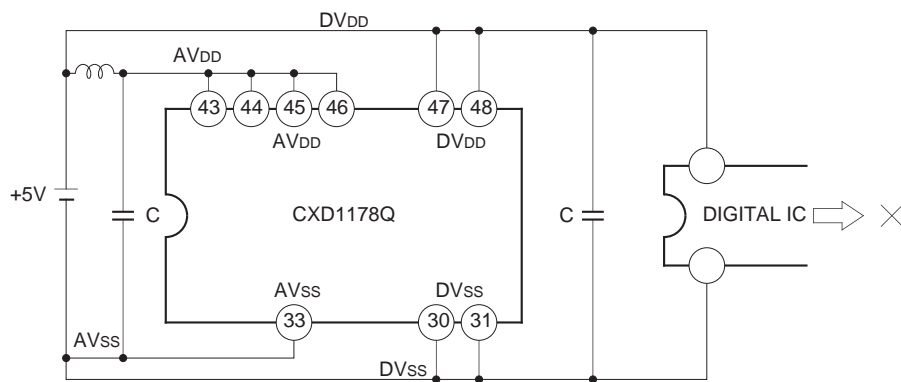 DVDD
AVDD
43 44 45 46 47 48
AVDD DVDD
+5V C CXD1178Q C DIGITAL IC
AVSS DVSS
33 30 31
AVSS
DVSS